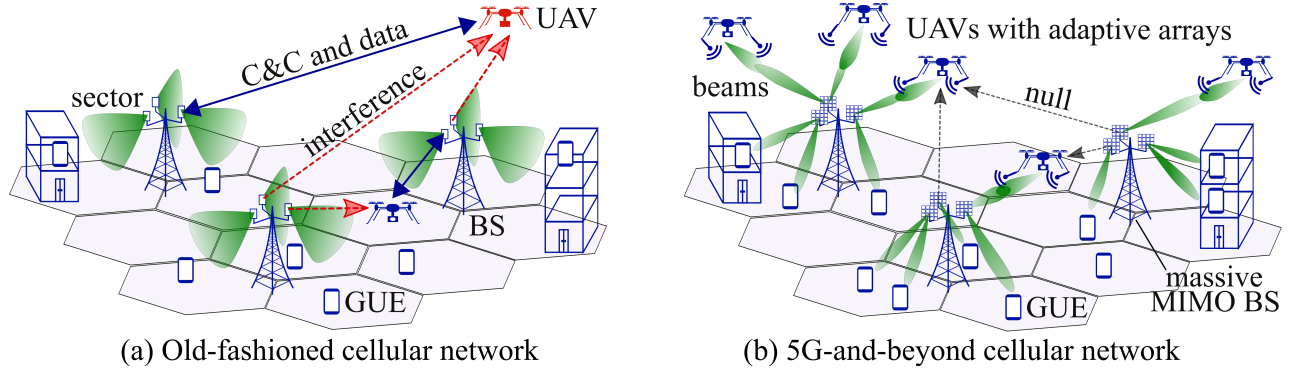 UAV
C&C and data
sector
interference
BS
GUE
(a) Old-fashioned cellular network
UAVs with adaptive arrays
beams
null
massive
MIMO BS
GUE
(b) 5G-and-beyond cellular network